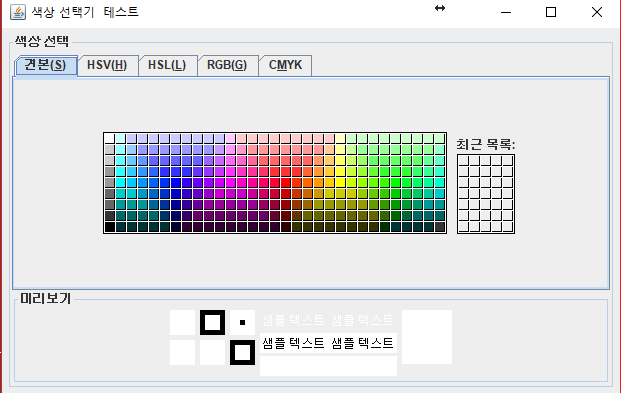 색상 선택기 테스트
색상 선택
견본(S) HSV(H) HSL(L) RGB(G) CMYK
최근 목록:
미리보기
샘플 텍스트 샘플 텍스트
샘플 텍스트 샘플 텍스트